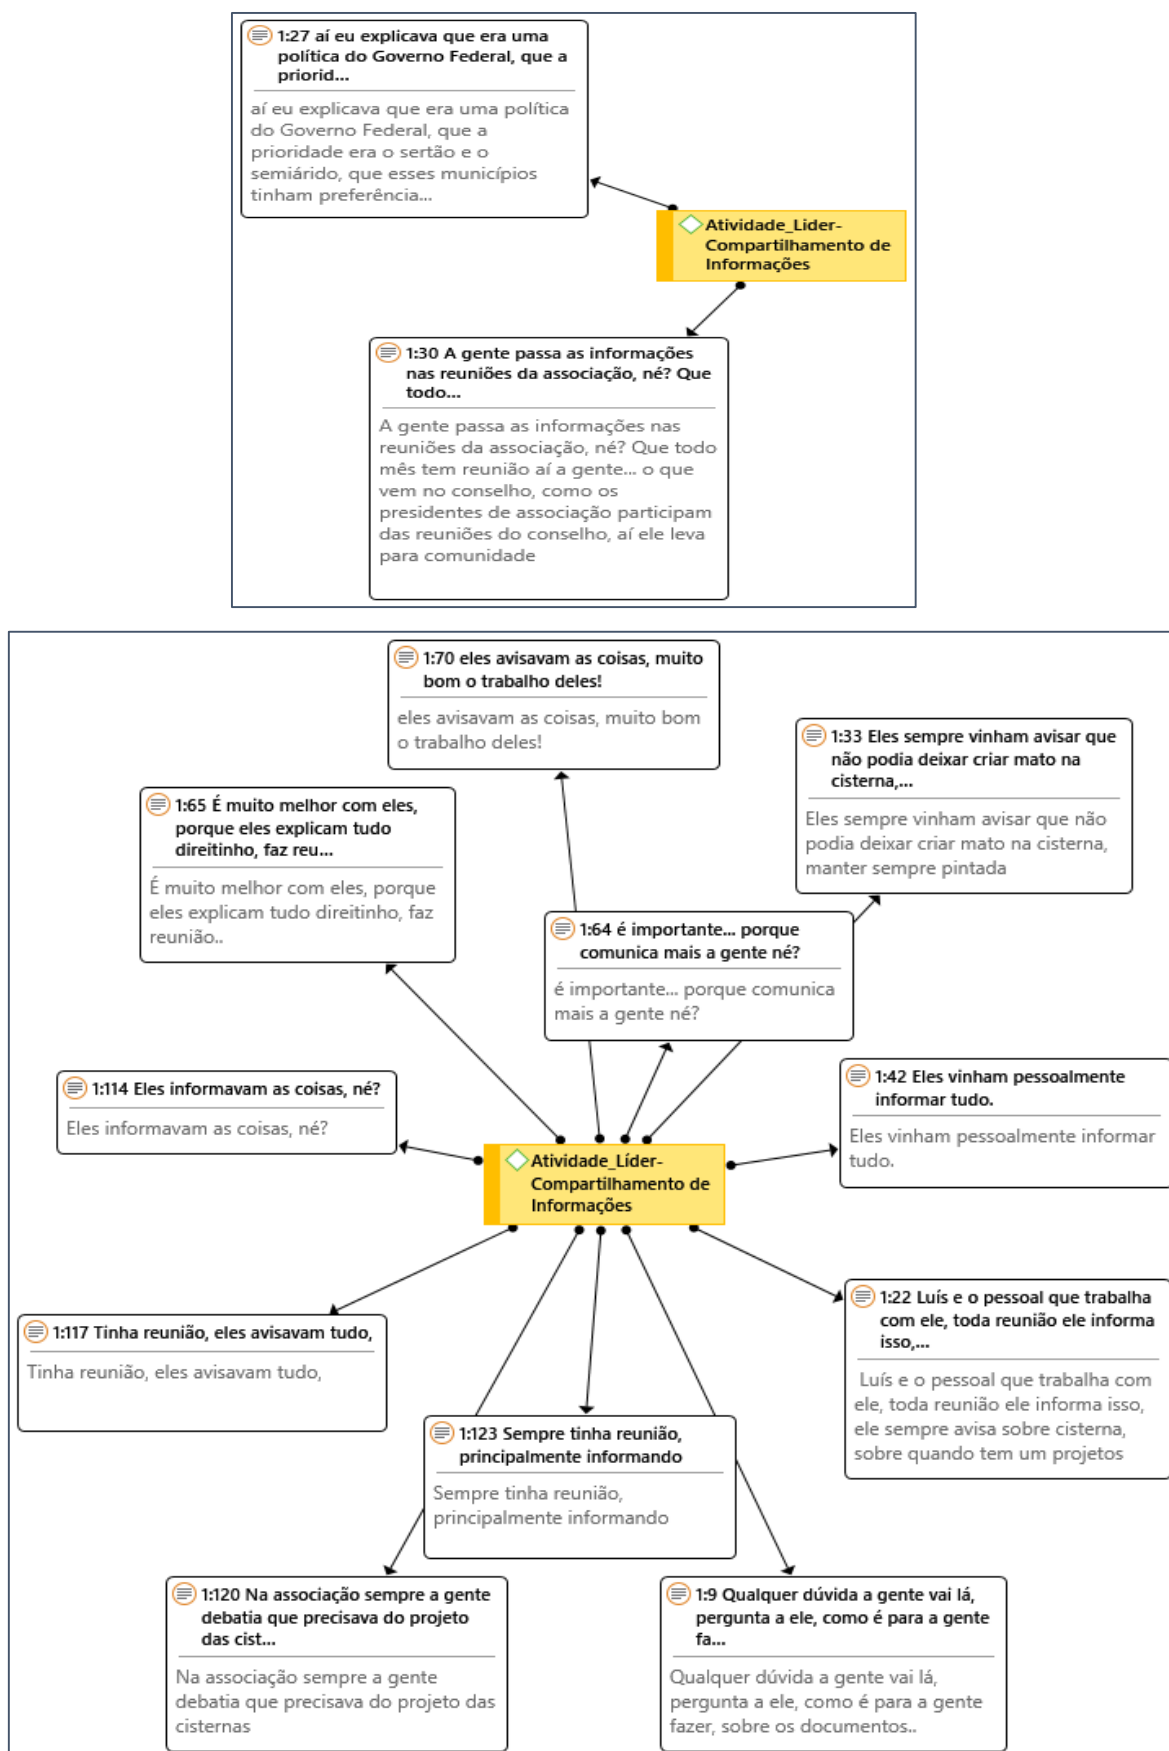 1:27 aí eu explicava que era uma
política do Governo Federal, que a
priorid...
aí eu explicava que era uma política
do Governo Federal, que a
prioridade era o sertão e o
semiárido, que esses municípios
tinham preferência...
Atividade_Lider-
Compartilhamento de
Informações
1:30 A gente passa as informações
nas reuniões da associação, né? Que
todo...
A gente passa as informações nas
reuniões da associação, né? Que todo
mês tem reunião aí a gente... o que
vem no conselho, como os
presidentes de associação participam
das reuniões do conselho, aí ele leva
para comunidade
1:70 eles avisavam as coisas, muito
bom o trabalho deles!
eles avisavam as coisas, muito bom
o trabalho deles!
1:33 Eles sempre vinham avisar que
não podia deixar criar mato na
cisterna,...
Eles sempre vinham avisar que não
podia deixar criar mato na cisterna,
manter sempre pintada
1:65 É muito melhor com eles,
porque eles explicam tudo
direitinho, faz reu...
É muito melhor com eles, porque
eles explicam tudo direitinho, faz
reunião..
1:64 é importante... porque
comunica mais a gente né?
é importante... porque comunica
mais a gente né?
1:114 Eles informavam as coisas, né?
Eles informavam as coisas, né?
1:42 Eles vinham pessoalmente
informar tudo.
Eles vinham pessoalmente informar
tudo.
Atividade_Líder-
Compartilhamento de
Informações
1:117 Tinha reunião, eles avisavam tudo,
Tinha reunião, eles avisavam tudo,
1:22 Luís e o pessoal que trabalha
com ele, toda reunião ele informa
isso,...
Luís e o pessoal que trabalha com
ele, toda reunião ele informa isso,
ele sempre avisa sobre cisterna,
sobre quando tem um projetos
1:123 Sempre tinha reunião,
principalmente informando
Sempre tinha reunião,
principalmente informando
1:120 Na associação sempre a gente
debatia que precisava do projeto
das cist...
Na associação sempre a gente
debatia que precisava do projeto das
cisternas
1:9 Qualquer dúvida a gente vai lá,
pergunta a ele, como é para a gente
fa...
Qualquer dúvida a gente vai lá,
pergunta a ele, como é para a gente
fazer, sobre os documentos..